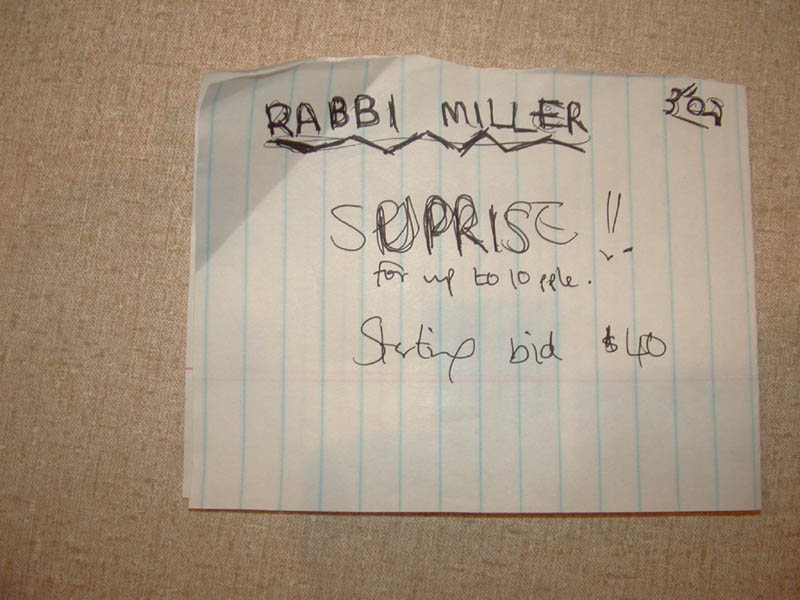 RABBI MILLER
SUPRISE !!
for up to 10 pple.
Starting bid $40